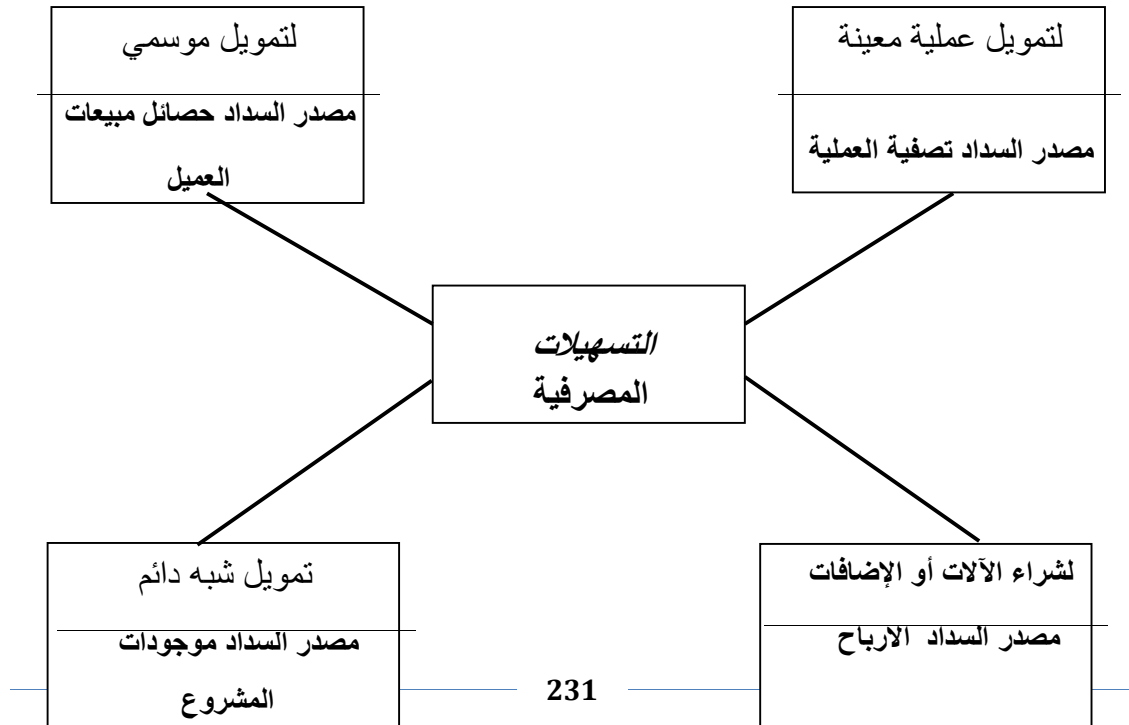 لتمويل عملية معينة
مصدر السداد تصفية العملية
لتمويل موسمي
مصدر السداد حصائل مبيعات
العميل
التسهيلات
المصرفية
لشراء الآلات أو الإضافات
مصدر السداد الارباح
تمويل شبه دائم
مصدر السداد موجودات
المشروع
231